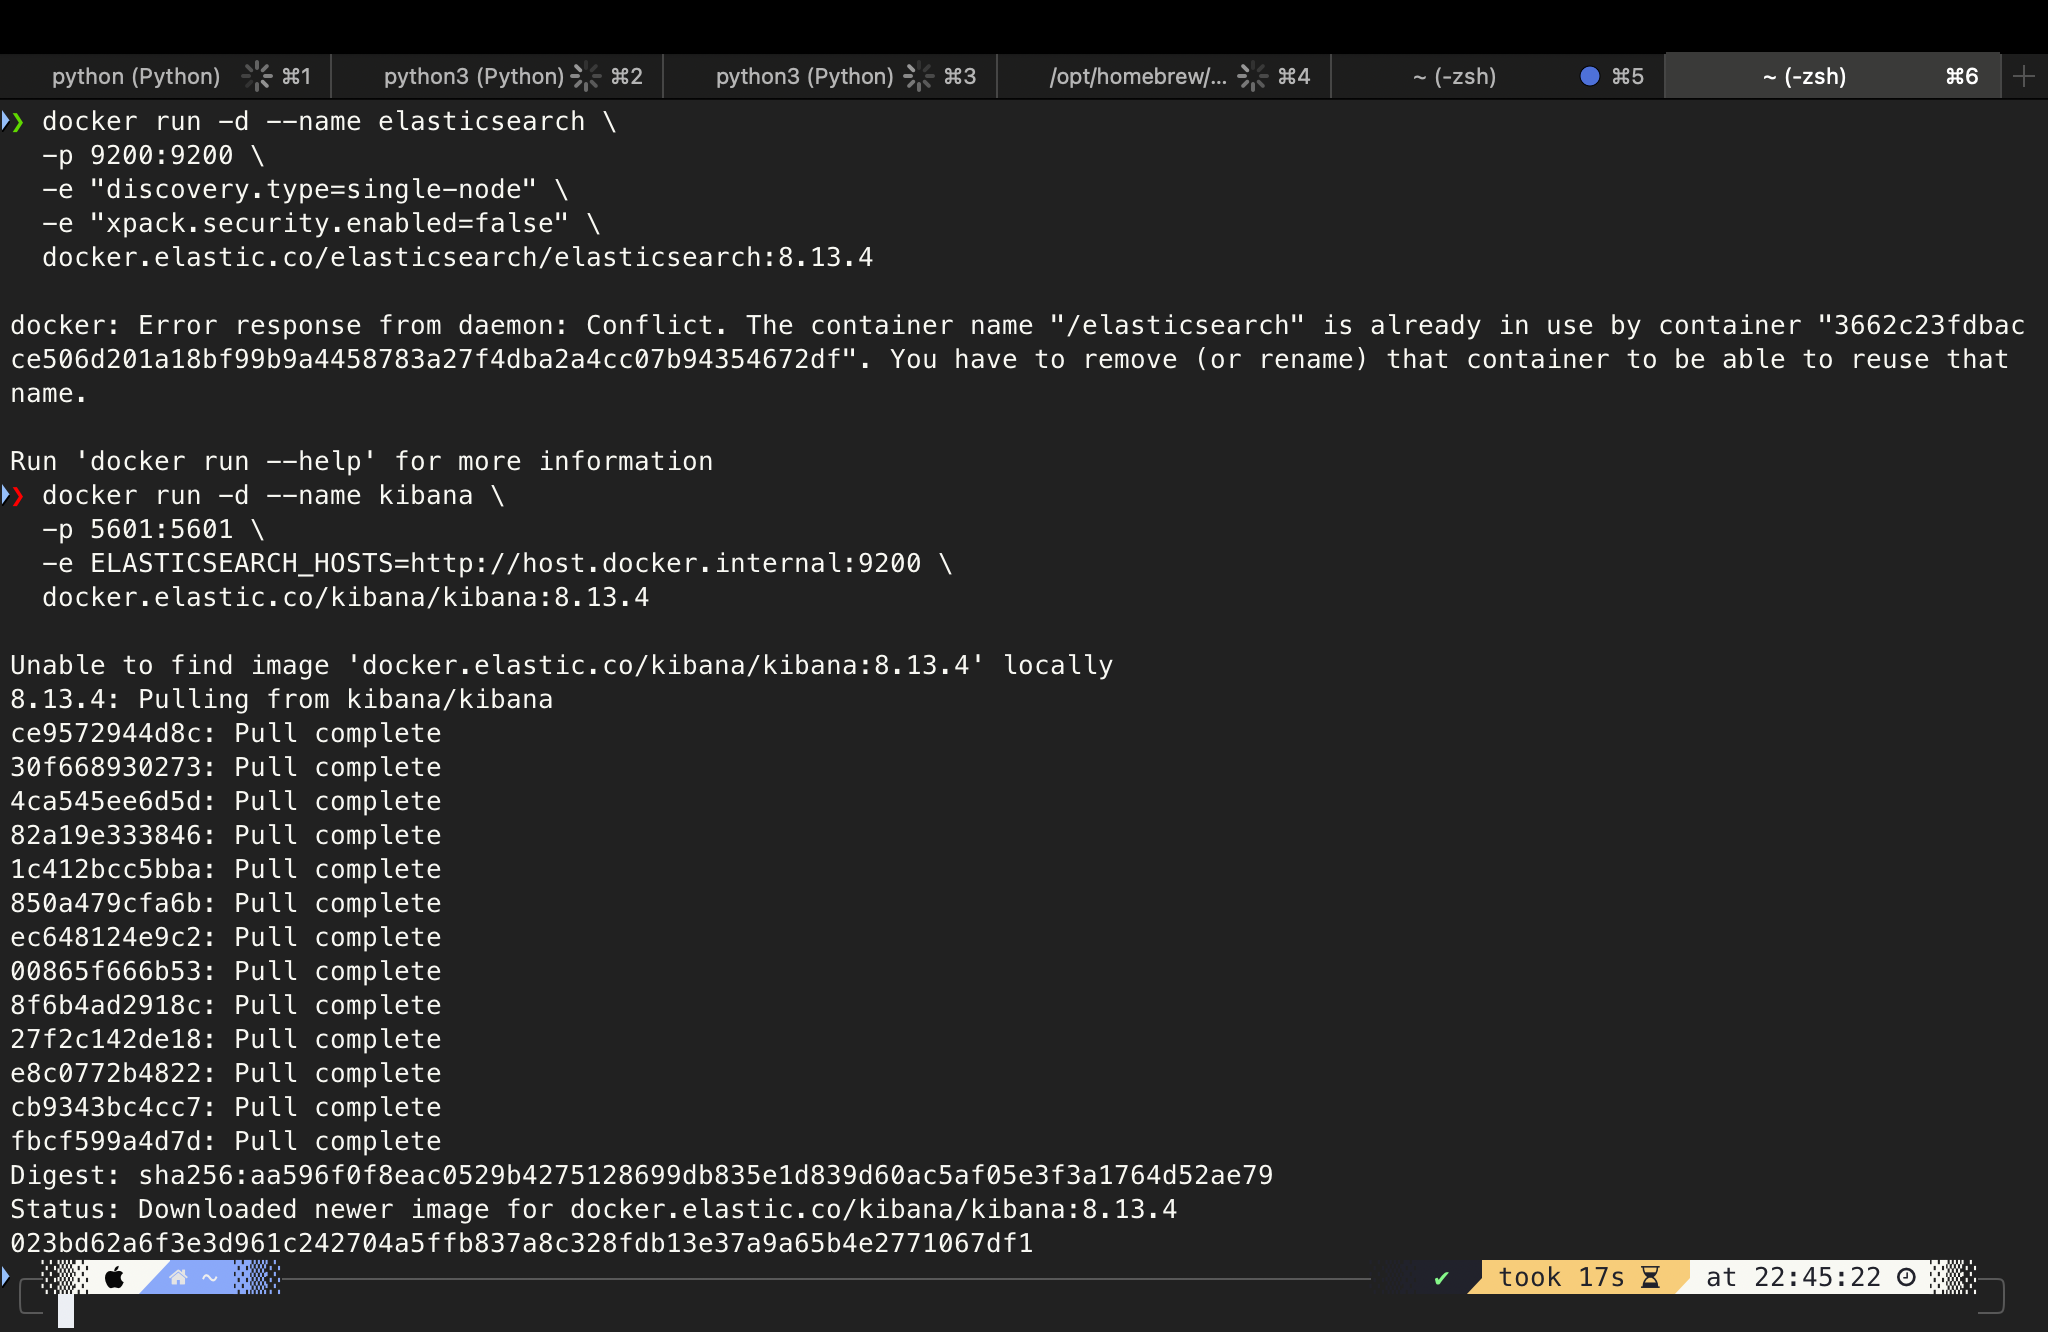 python (Python) ⌘1 python3 (Python) ⌘2 python3 (Python) ⌘3 /opt/homebrew/... ⌘4 ~ (-zsh) ⌘5 ~ (-zsh) ⌘6 +
❯ docker run -d --name elasticsearch \
-p 9200:9200 \
-e "discovery.type=single-node" \
-e "xpack.security.enabled=false" \
docker.elastic.co/elasticsearch/elasticsearch:8.13.4
docker: Error response from daemon: Conflict. The container name "/elasticsearch" is already in use by container "3662c23fdbac
ce506d201a18bf99b9a4458783a27f4dba2a4cc07b94354672df". You have to remove (or rename) that container to be able to reuse that
name.
Run 'docker run --help' for more information
❯ docker run -d --name kibana \
-p 5601:5601 \
-e ELASTICSEARCH_HOSTS=http://host.docker.internal:9200 \
docker.elastic.co/kibana/kibana:8.13.4
Unable to find image 'docker.elastic.co/kibana/kibana:8.13.4' locally
8.13.4: Pulling from kibana/kibana
ce9572944d8c: Pull complete
30f668930273: Pull complete
4ca545ee6d5d: Pull complete
82a19e333846: Pull complete
1c412bcc5bba: Pull complete
850a479cfa6b: Pull complete
ec648124e9c2: Pull complete
00865f666b53: Pull complete
8f6b4ad2918c: Pull complete
27f2c142de18: Pull complete
e8c0772b4822: Pull complete
cb9343bc4cc7: Pull complete
fbcf599a4d7d: Pull complete
Digest: sha256:aa596f0f8eac0529b4275128699db835e1d839d60ac5af05e3f3a1764d52ae79
Status: Downloaded newer image for docker.elastic.co/kibana/kibana:8.13.4
023bd62a6f3e3d961c242704a5ffb837a8c328fdb13e37a9a65b4e2771067df1
~ ✔ took 17s at 22:45:22